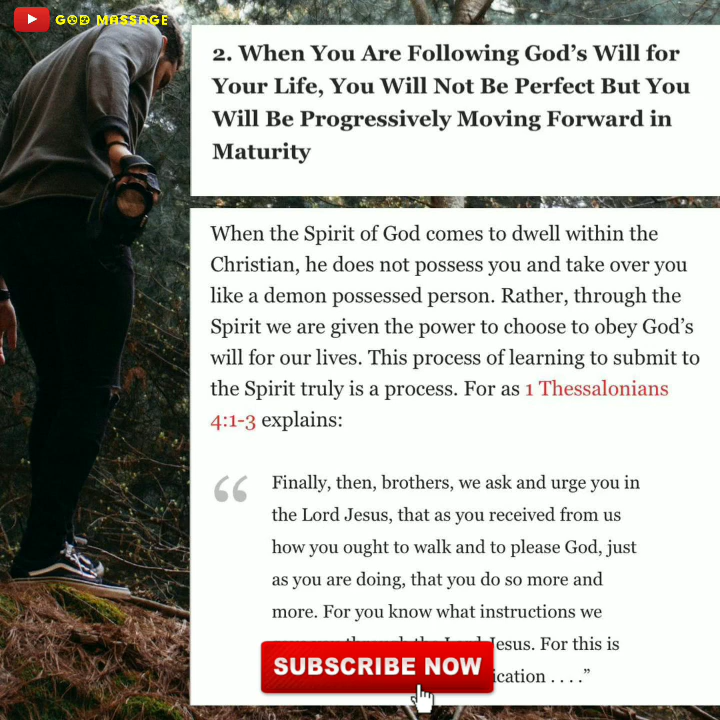 GOD MASSAGE
2. When You Are Following God’s Will for
Your Life, You Will Not Be Perfect But You
Will Be Progressively Moving Forward in
Maturity
When the Spirit of God comes to dwell within the
Christian, he does not possess you and take over you
like a demon possessed person. Rather, through the
Spirit we are given the power to choose to obey God’s
will for our lives. This process of learning to submit to
the Spirit truly is a process. For as 1 Thessalonians
4:1-3 explains:
“
Finally, then, brothers, we ask and urge you in
the Lord Jesus, that as you received from us
how you ought to walk and to please God, just
as you are doing, that you do so more and
more. For you know what instructions we
Jesus. For this is
. . . .”
SUBSCRIBE NOW